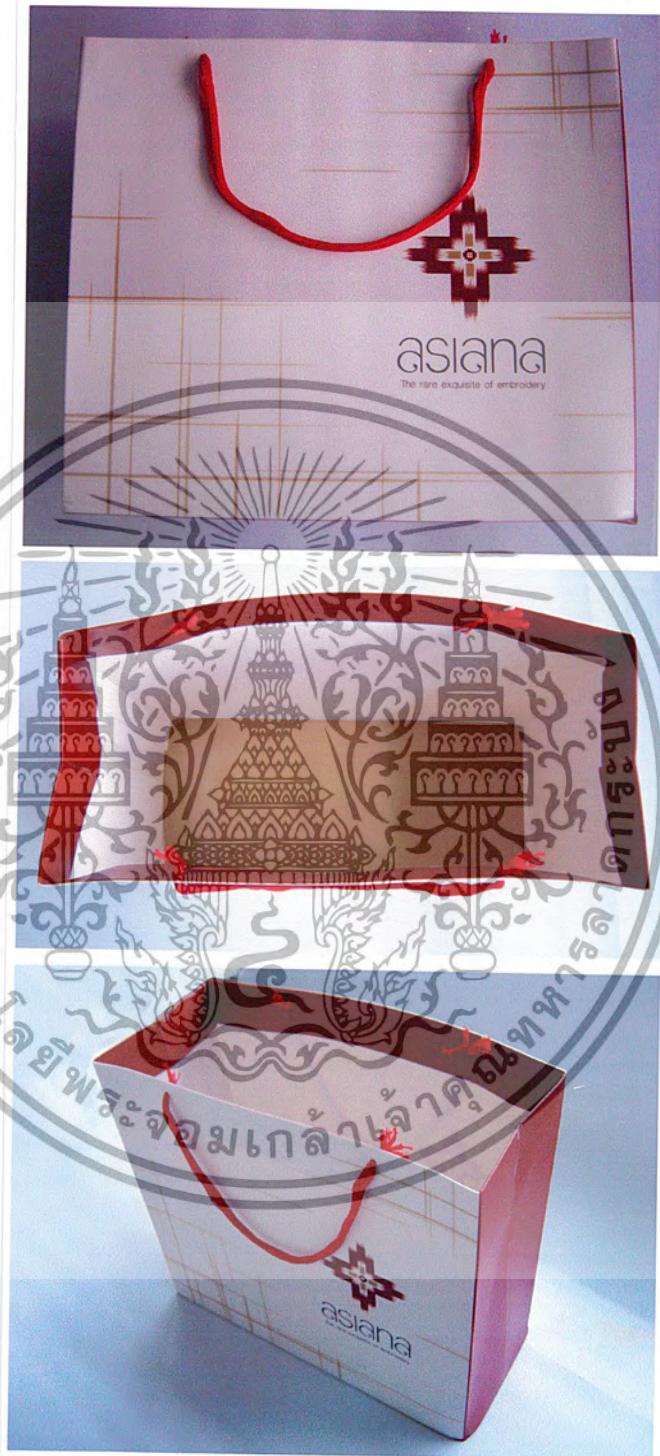 asiana
The rare exquisite of embroidery
โลยีพระจอมเกล้าเจ้าคุณทหารลาดกระบัง
asiana